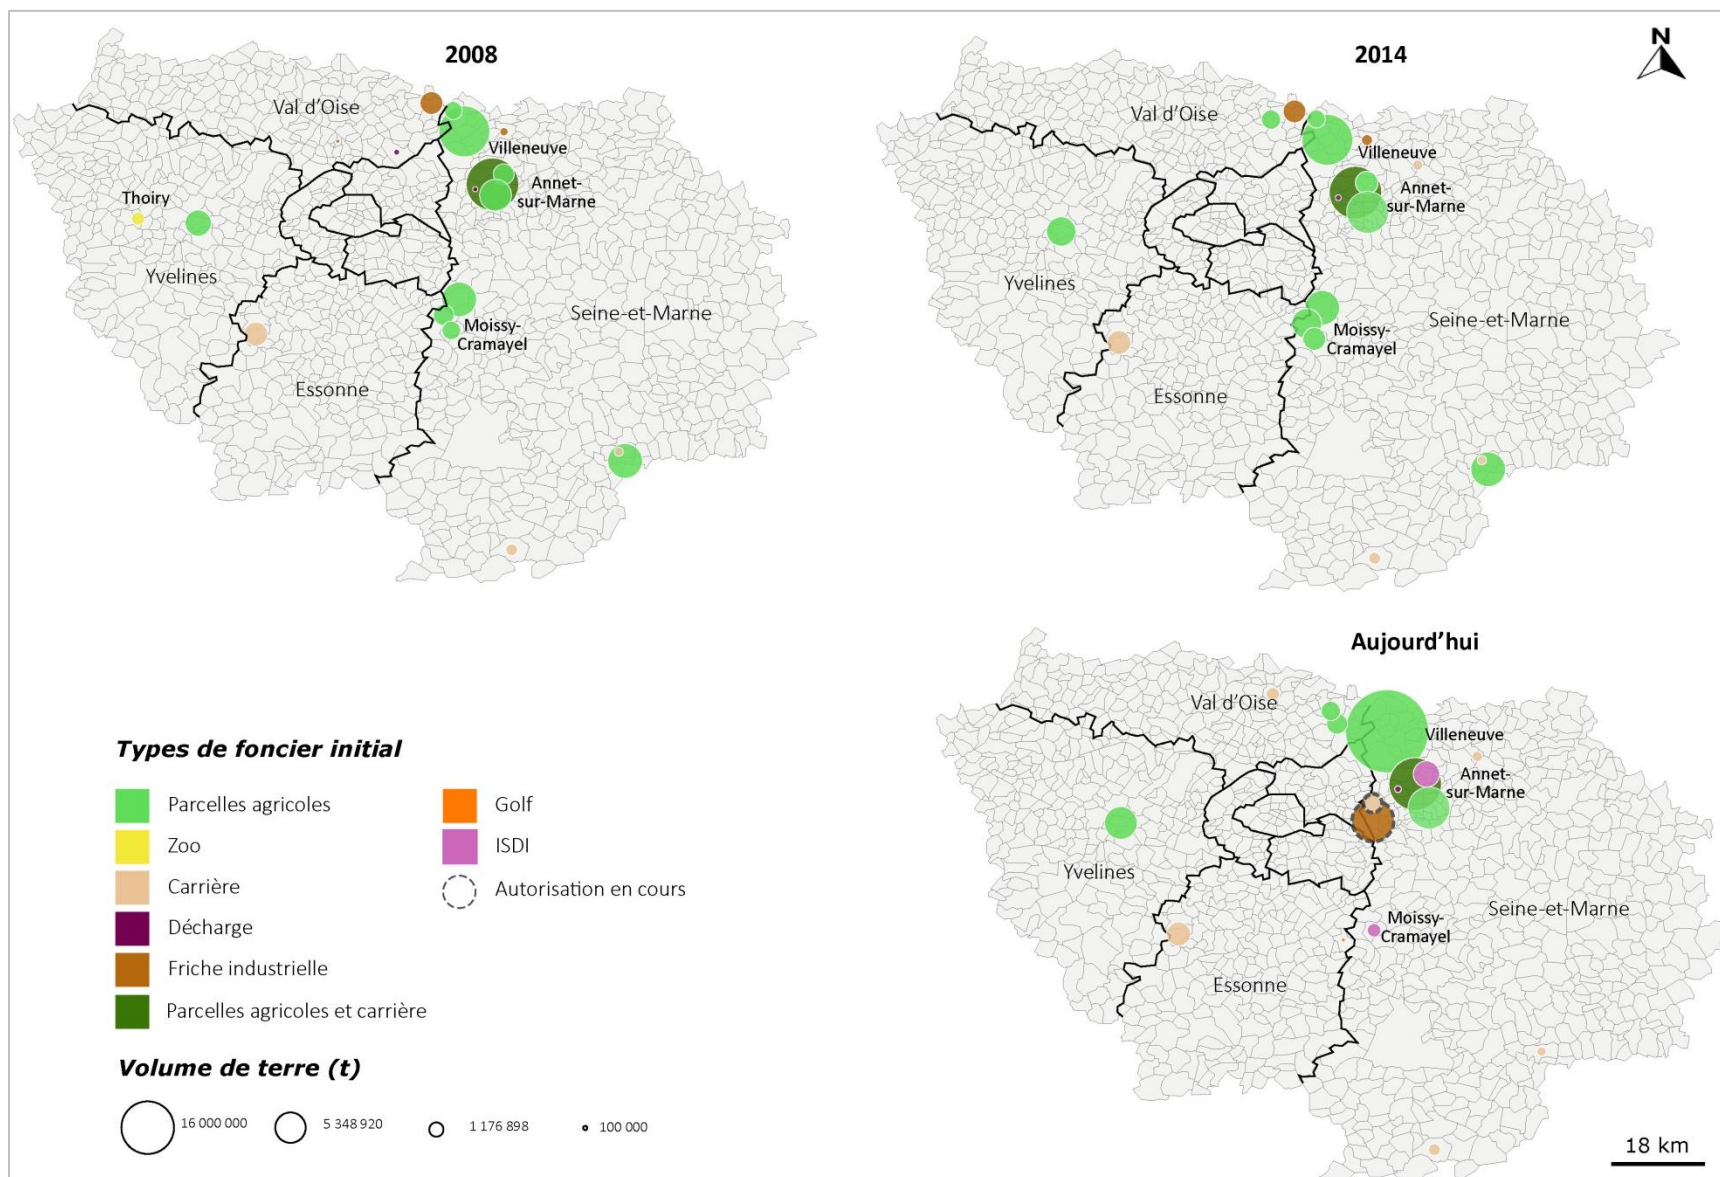 2008
Val d'Oise
Villeneuve
Thoiry
Annet-
sur-Marne
Yvelines
Seine-et-Marne
Moissy-
Cramayel
Essonne
2014
N
Val d'Oise
Villeneuve
Annet-
sur-Marne
Yvelines
Seine-et-Marne
Moissy-
Cramayel
Essonne
Aujourd'hui
Val d'Oise
Villeneuve
Annet-
sur-Marne
Yvelines
Seine-et-Marne
Moissy-
Cramayel
Essonne
18 km
Types de foncier initial
Parcelles agricoles
Zoo
Carrière
Décharge
Friche industrielle
Parcelles agricoles et carrière
Golf
ISDI
Autorisation en cours
Volume de terre (t)
16 000 000
5 348 920
1 176 898
100 000